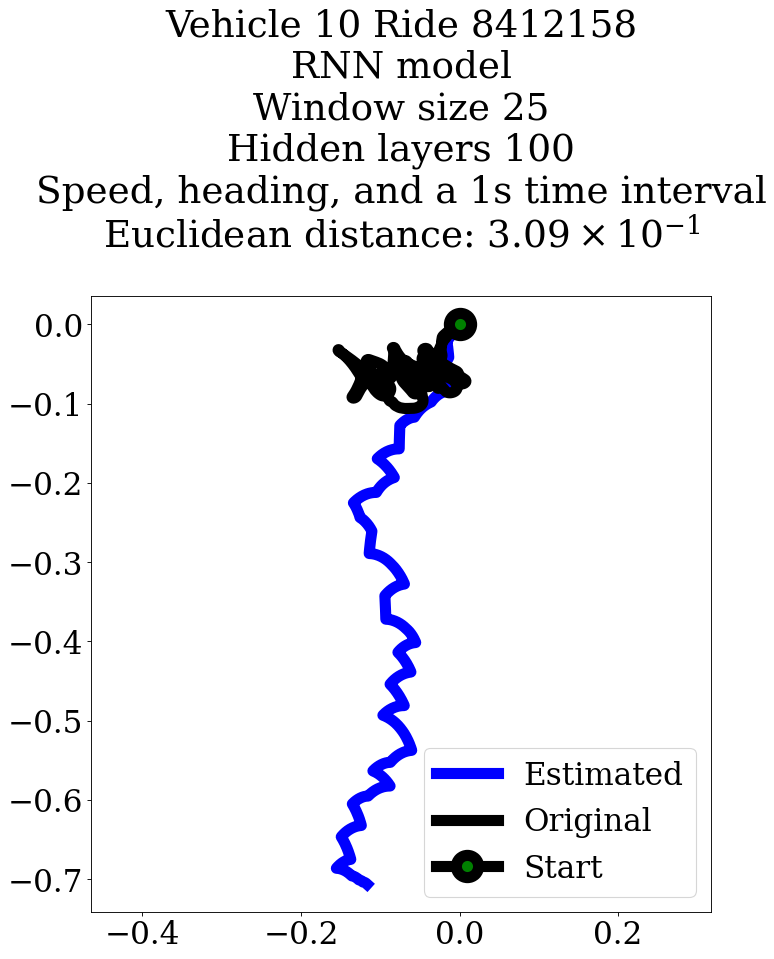 Vehicle 10 Ride 8412158
RNN model
Window size 25
Hidden layers 100
Speed, heading, and a 1s time interval
Euclidean distance: 3.09 × 10⁻¹
0.0
−0.1
−0.2
−0.3
−0.4
−0.5
−0.6
−0.7
Estimated
Original
Start
−0.4 −0.2 0.0 0.2